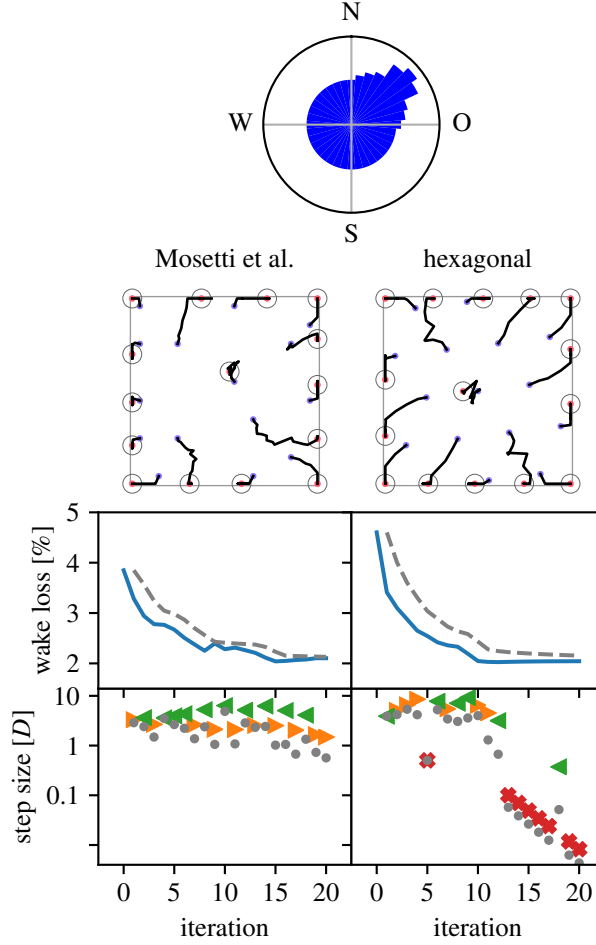 N
W O
S
Mosetti et al. hexagonal
wake loss [%]
5
4
3
2
step size [D]
10
1
0.1
0 5 10 15 20 0 5 10 15 20
iteration iteration